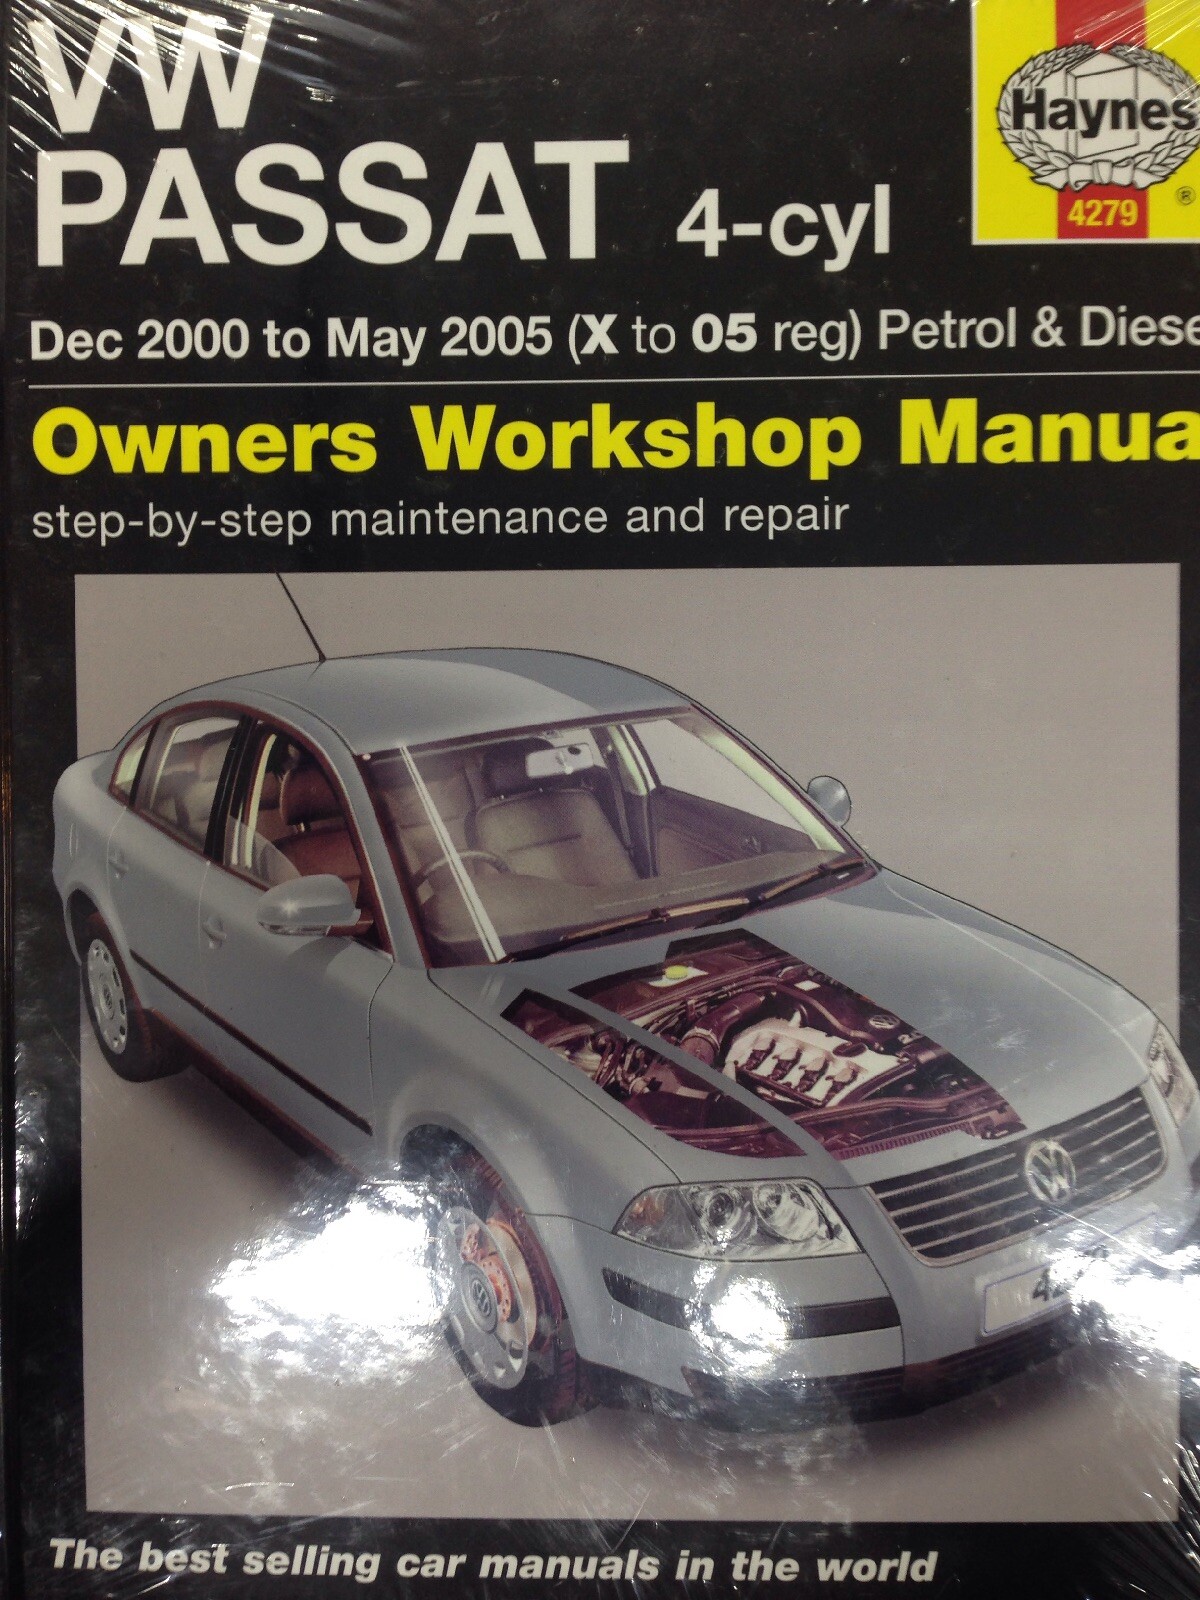 VW
Haynes
PASSAT 4-cyl
4279
®
Dec 2000 to May 2005 (X to 05 reg) Petrol & Diese
Owners Workshop Manua
step-by-step maintenance and repair
The best selling car manuals in the world